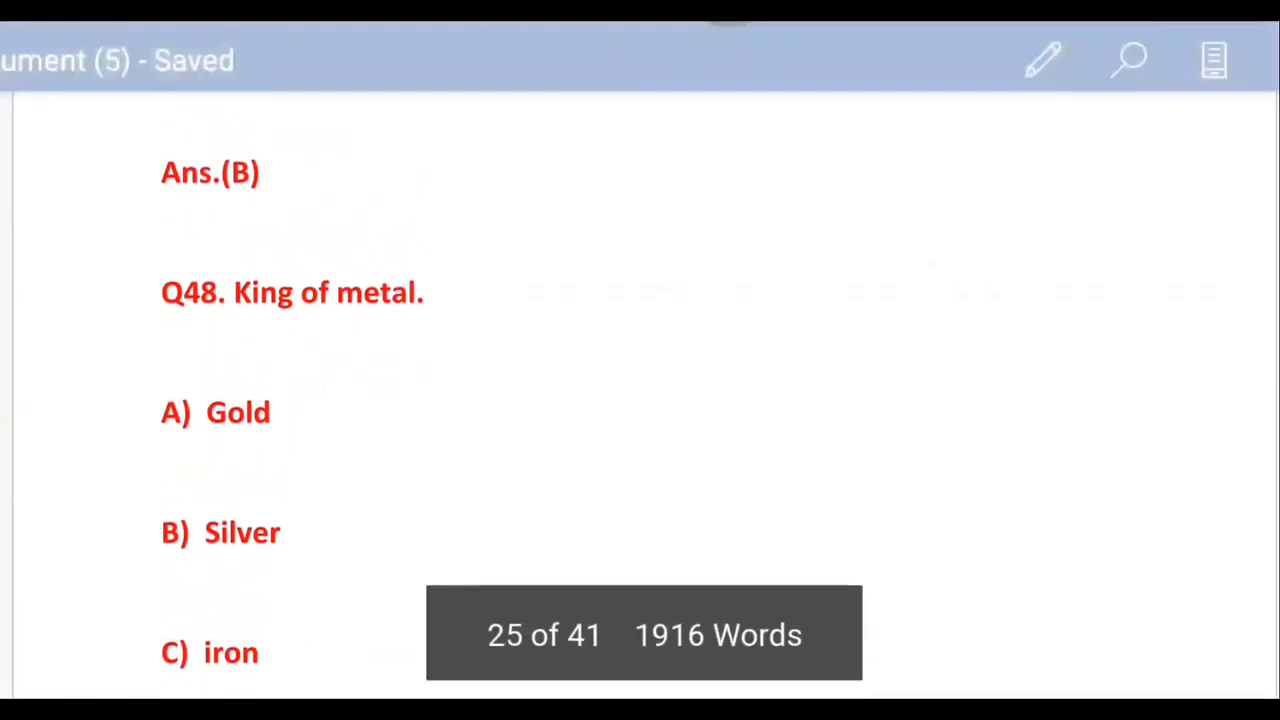 ument (5) - Saved
Ans.(B)
Q48. King of metal.
A) Gold
B) Silver
C) iron
25 of 41 1916 Words